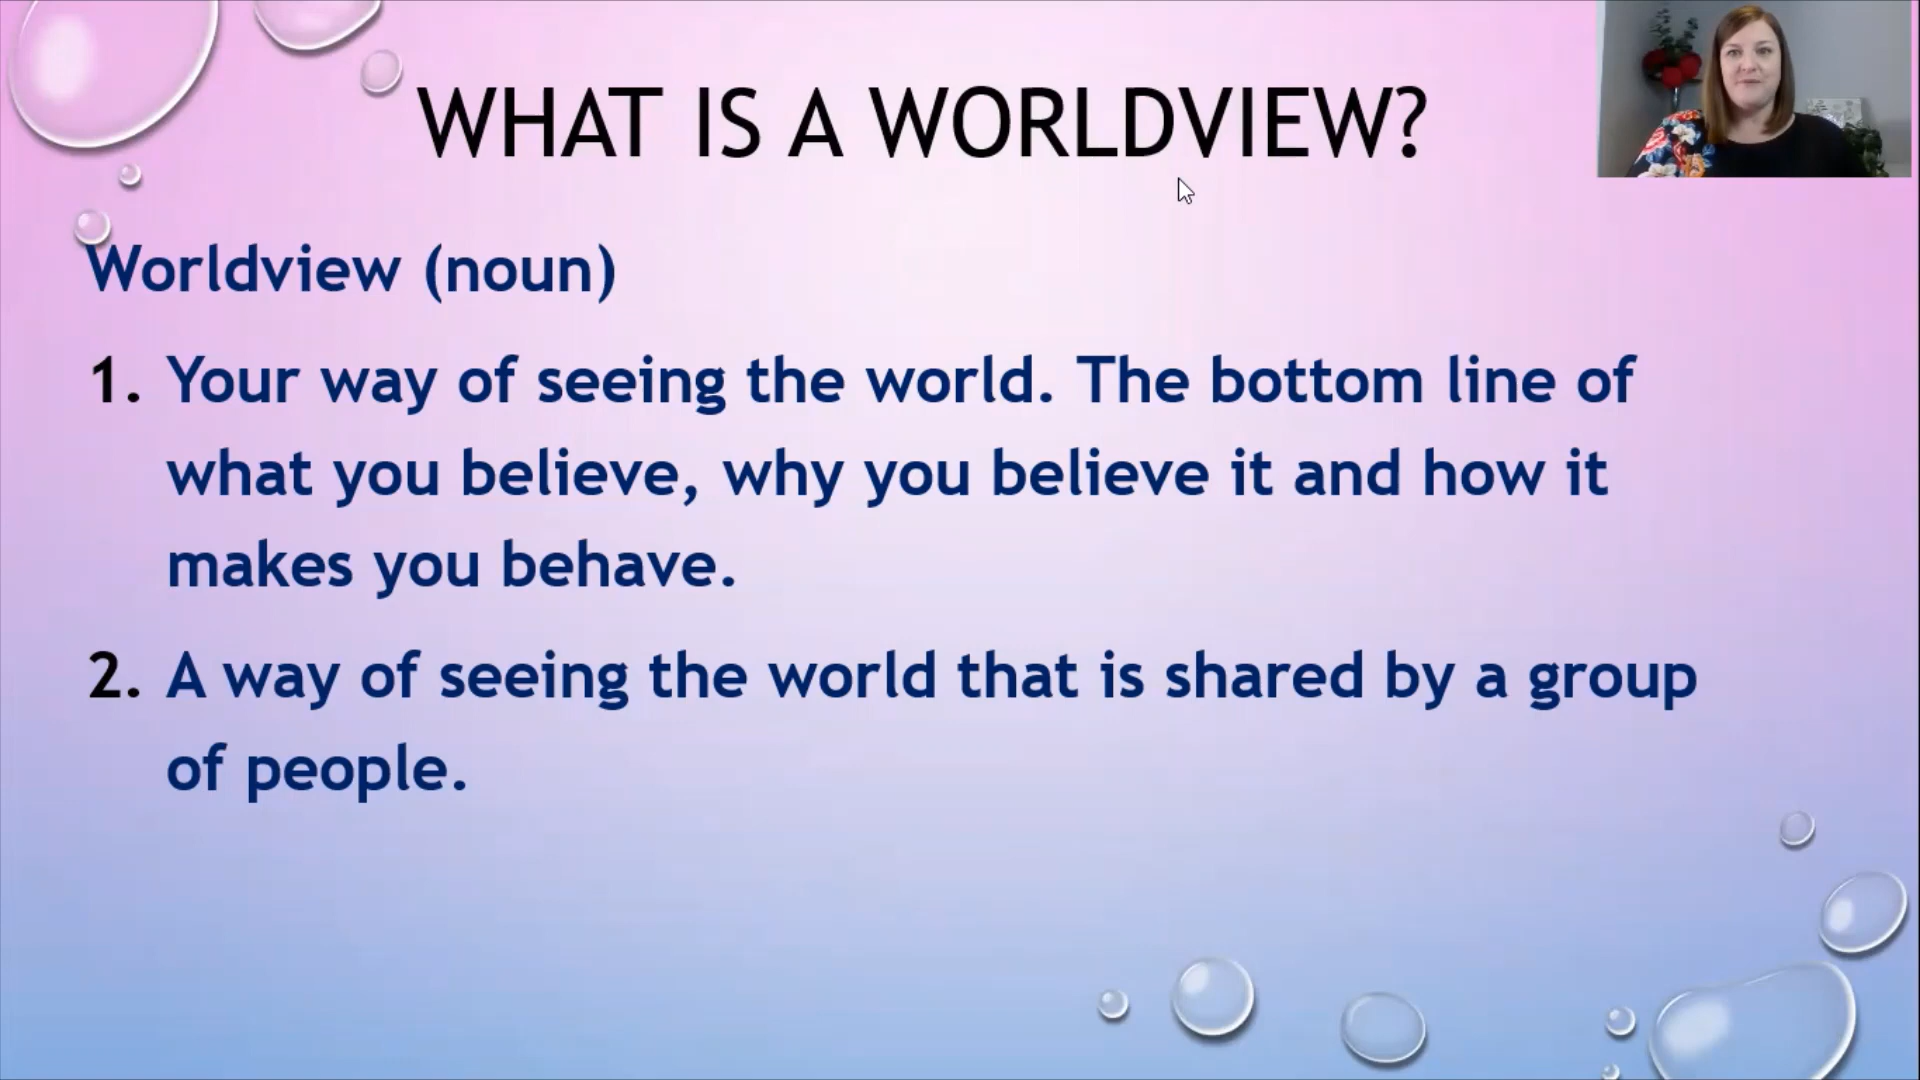 WHAT IS A WORLDVIEW?
Worldview (noun)
1. Your way of seeing the world. The bottom line of
what you believe, why you believe it and how it
makes you behave.
2. A way of seeing the world that is shared by a group
of people.